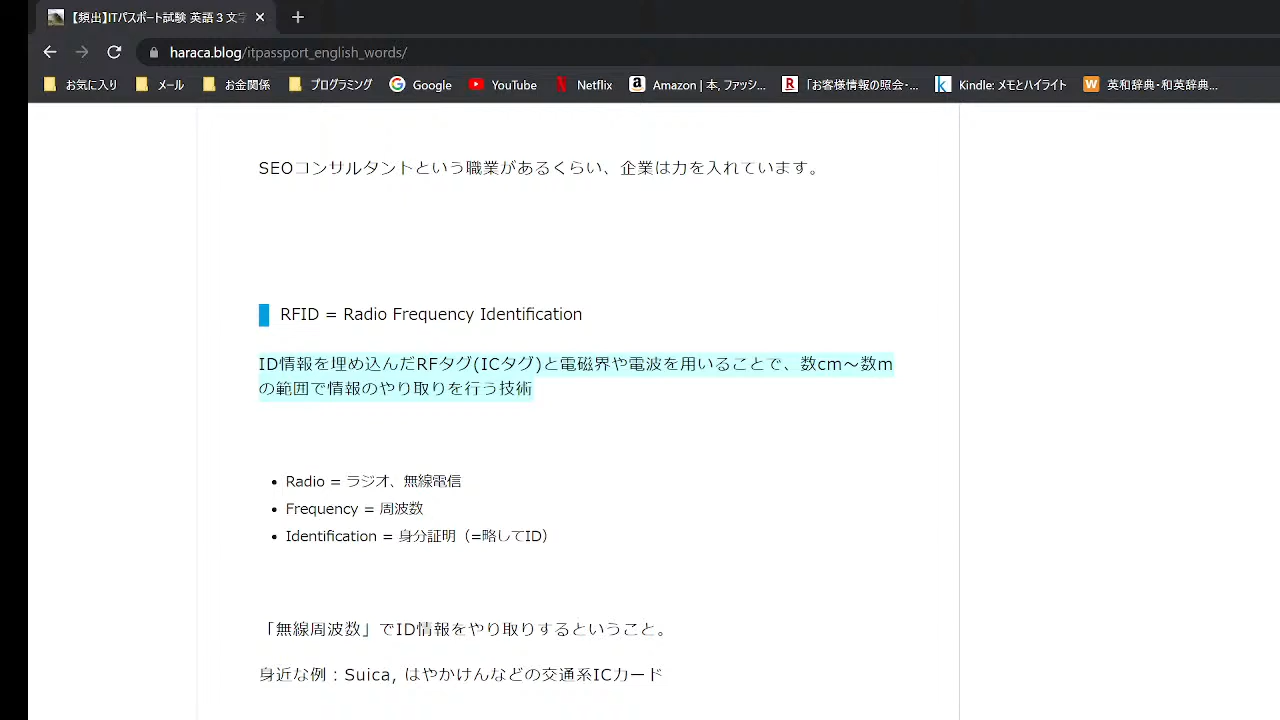 【頻出】ITパスポート試験 英語３文字
haraca.blog/itpassport_english_words/
お気に入り メール お金関係 プログラミング Google YouTube Netflix Amazon | 本, ファッシ... 「お客様情報の照会・... Kindle: メモとハイライト 英和辞典・和英辞典...
SEOコンサルタントという職業があるくらい、企業は力を入れています。
RFID = Radio Frequency Identification
ID情報を埋め込んだRFタグ(ICタグ)と電磁界や電波を用いることで、数cm～数m
の範囲で情報のやり取りを行う技術
• Radio = ラジオ、無線電信
• Frequency = 周波数
• Identification = 身分証明（=略してID）
「無線周波数」でID情報をやり取りするということ。
身近な例：Suica, はやかけんなどの交通系ICカード